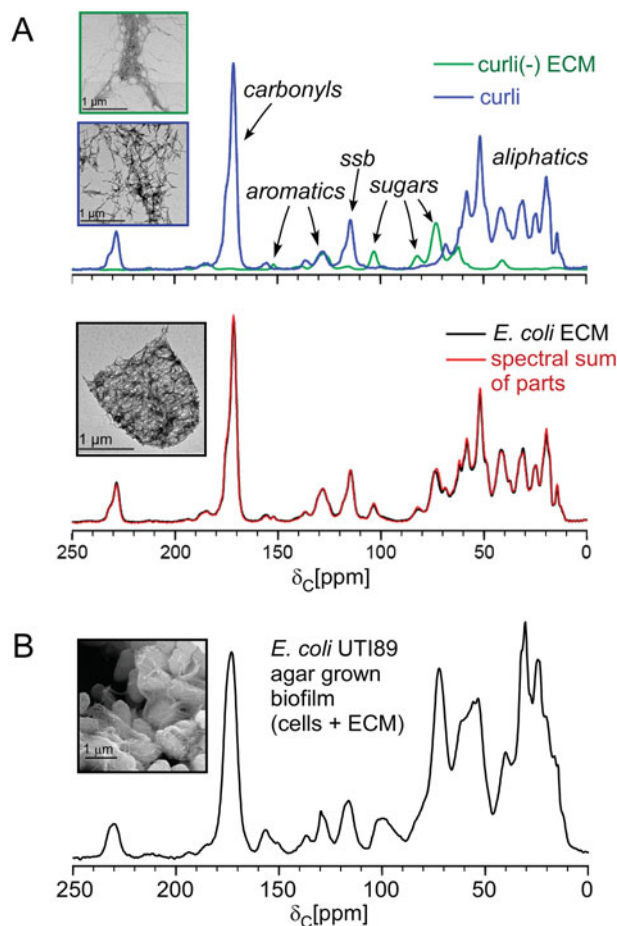 A
1 μm
curli(-) ECM
curli
carbonyls
aromatics
ssb
sugars
aliphatics
1 μm
E. coli ECM
spectral sum
of parts
1 μm
250 200 150 100 50 0
δC[ppm]
B
E. coli UTI89
agar grown
biofilm
(cells + ECM)
1 μm
250 200 150 100 50 0
δC[ppm]